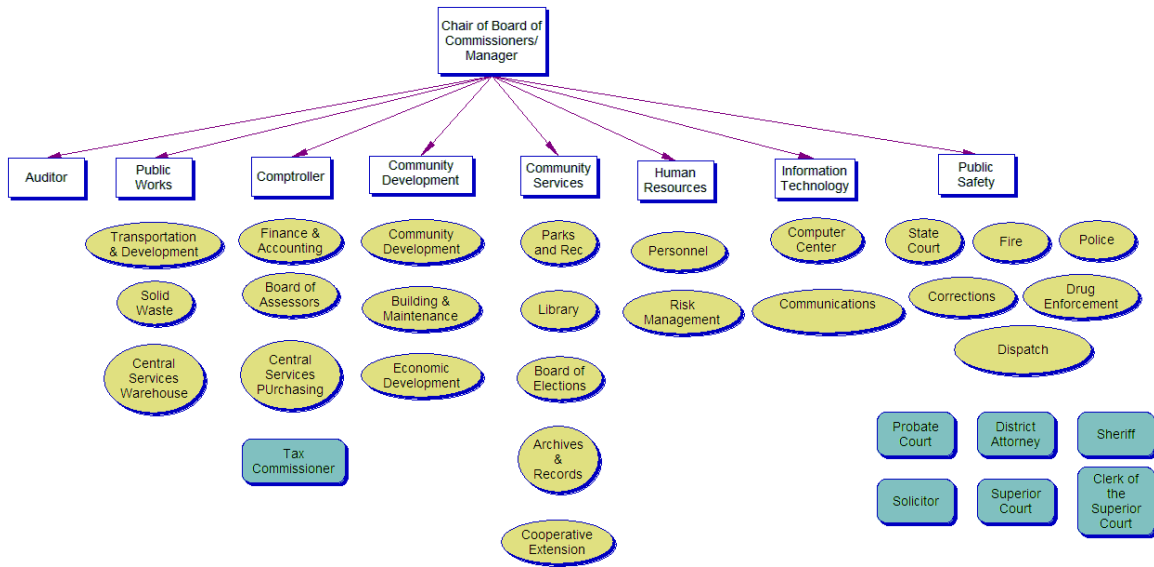 Chair of Board of
Commissioners/
Manager
Auditor
Public
Works
Comptroller
Community
Development
Community
Services
Human
Resources
Information
Technology
Public
Safety
Transportation
& Development
Solid
Waste
Central
Services
Warehouse
Finance &
Accounting
Board of
Assessors
Central
Services
PUrchasing
Tax
Commissioner
Community
Development
Building &
Maintenance
Economic
Development
Parks
and Rec
Library
Board of
Elections
Archives
&
Records
Cooperative
Extension
Personnel
Risk
Management
Computer
Center
Communications
State
Court
Fire
Police
Corrections
Drug
Enforcement
Dispatch
Probate
Court
District
Attorney
Sheriff
Solicitor
Superior
Court
Clerk of
the
Superior
Court